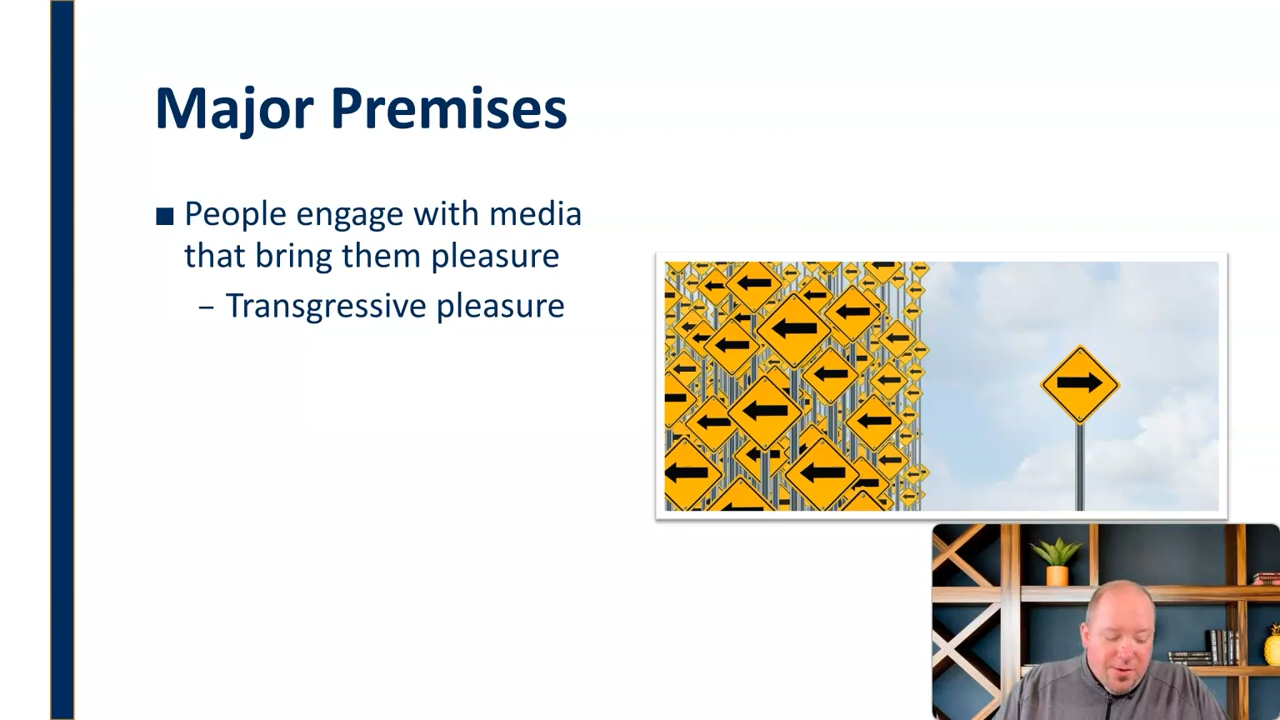 Major Premises
■ People engage with media
that bring them pleasure
– Transgressive pleasure